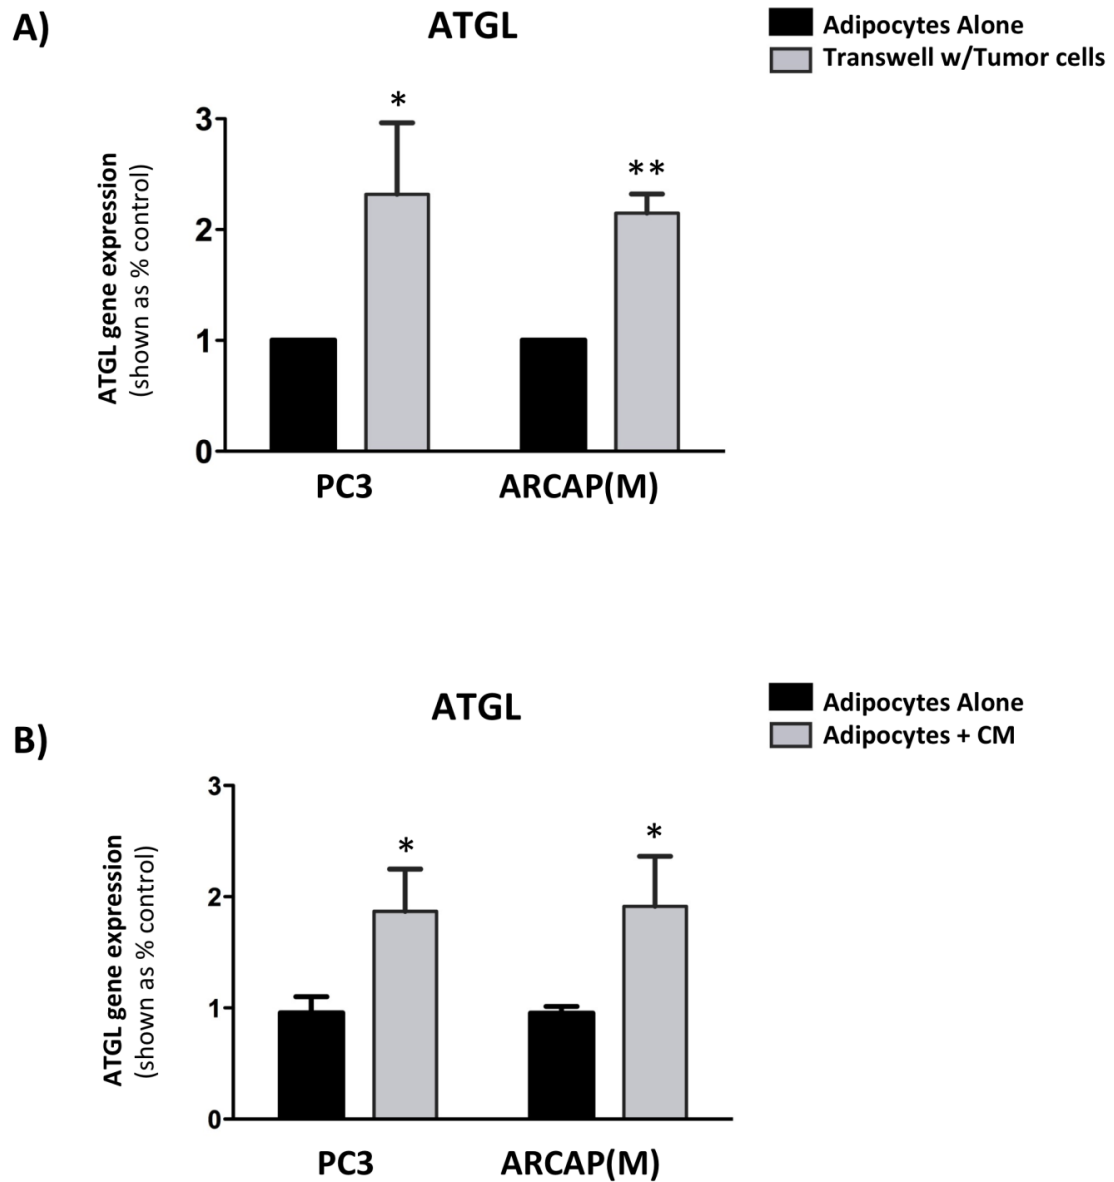 A)
ATGL
Adipocytes Alone
Transwell w/Tumor cells
ATGL gene expression
(shown as % control)
3
2
1
0
*
**
PC3
ARCAP(M)
B)
ATGL
Adipocytes Alone
Adipocytes + CM
ATGL gene expression
(shown as % control)
3
2
1
0
*
*
PC3
ARCAP(M)